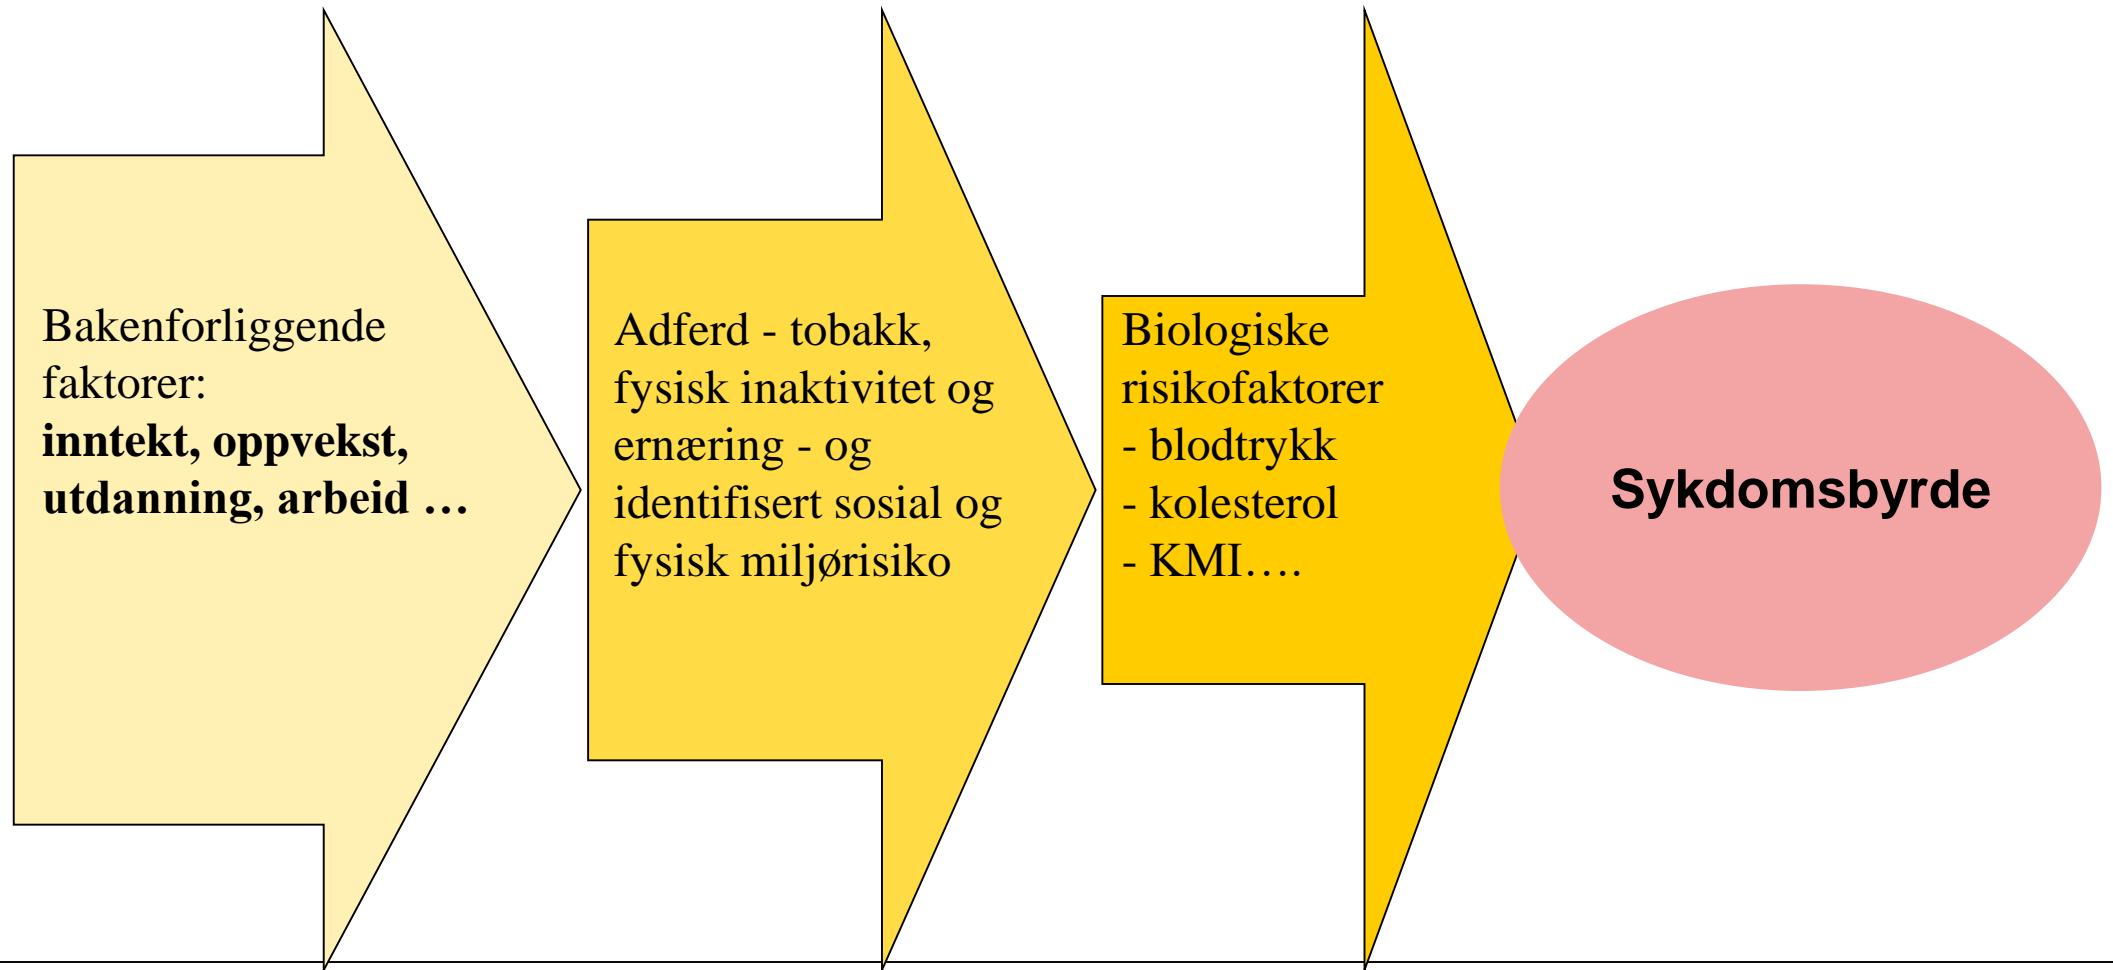 Bakenforliggende
faktorer:
inntekt, oppvekst,
utdanning, arbeid …
Adferd - tobakk,
fysisk inaktivitet og
ernæring - og
identifisert sosial og
fysisk miljørisiko
Biologiske
risikofaktorer
- blodtrykk
- kolesterol
- KMI….
Sykdomsbyrde